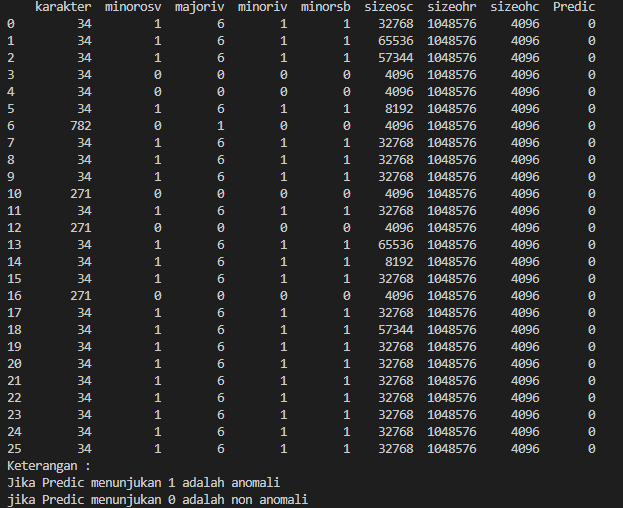 karakter minorosv majoriv minoriv minorsb sizeosc sizeohr sizeohc Predic
0 34 1 6 1 1 32768 1048576 4096 0
1 34 1 6 1 1 65536 1048576 4096 0
2 34 1 6 1 1 57344 1048576 4096 0
3 34 0 0 0 0 4096 1048576 4096 0
4 34 0 0 0 0 4096 1048576 4096 0
5 34 1 6 1 1 8192 1048576 4096 0
6 782 0 1 0 0 4096 1048576 4096 0
7 34 1 6 1 1 32768 1048576 4096 0
8 34 1 6 1 1 32768 1048576 4096 0
9 34 1 6 1 1 32768 1048576 4096 0
10 271 0 0 0 0 4096 1048576 4096 0
11 34 1 6 1 1 32768 1048576 4096 0
12 271 0 0 0 0 4096 1048576 4096 0
13 34 1 6 1 1 65536 1048576 4096 0
14 34 1 6 1 1 8192 1048576 4096 0
15 34 1 6 1 1 32768 1048576 4096 0
16 271 0 0 0 0 4096 1048576 4096 0
17 34 1 6 1 1 32768 1048576 4096 0
18 34 1 6 1 1 57344 1048576 4096 0
19 34 1 6 1 1 32768 1048576 4096 0
20 34 1 6 1 1 32768 1048576 4096 0
21 34 1 6 1 1 32768 1048576 4096 0
22 34 1 6 1 1 32768 1048576 4096 0
23 34 1 6 1 1 32768 1048576 4096 0
24 34 1 6 1 1 32768 1048576 4096 0
25 34 1 6 1 1 32768 1048576 4096 0
Keterangan :
Jika Predic menunjukan 1 adalah anomali
jika Predic menunjukan 0 adalah non anomali